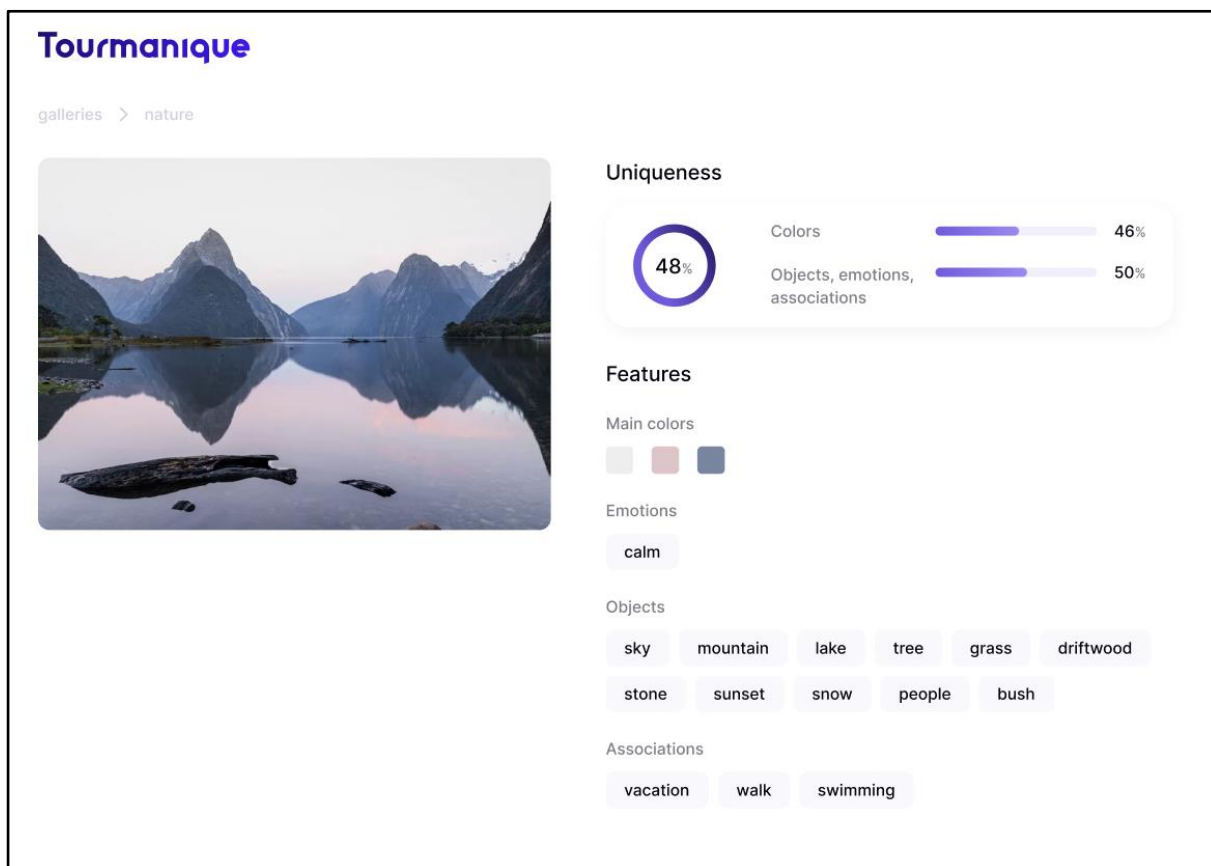 Tourmanique
galleries > nature
Uniqueness
48%
Colors
46%
Objects, emotions,
associations
50%
Features
Main colors
Emotions
calm
Objects
sky mountain lake tree grass driftwood
stone sunset snow people bush
Associations
vacation walk swimming